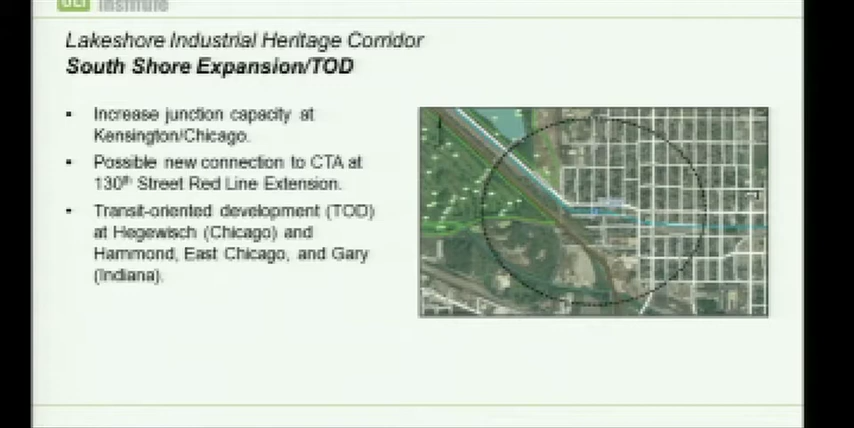 ULI Institute
Lakeshore Industrial Heritage Corridor
South Shore Expansion/TOD
• Increase junction capacity at
Kensington/Chicago.
• Possible new connection to CTA at
130th Street Red Line Extension.
• Transit-oriented development (TOD)
at Hegewisch (Chicago) and
Hammond, East Chicago, and Gary
(Indiana).